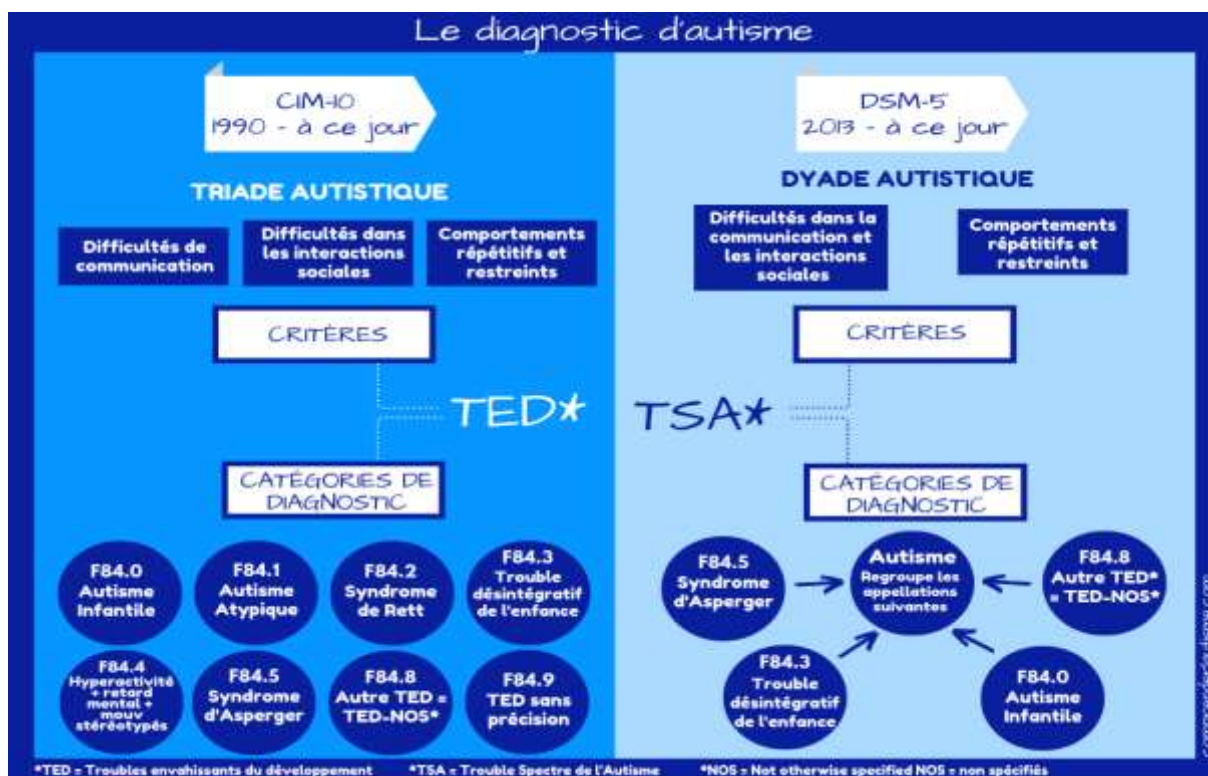 Le diagnostic d'autisme
CIM-10
1990 - à ce jour
TRIADE AUTISTIQUE
Difficultés de
communication
Difficultés dans
les interactions
sociales
Comportements
répétitifs et
restreints
CRITÈRES
TED*
CATÉGORIES DE
DIAGNOSTIC
F84.0
Autisme
Infantile
F84.1
Autisme
Atypique
F84.2
Syndrome
de Rett
F84.3
Trouble
désintégratif
de l'enfance
F84.4
Hyperactivité
+ retard
mental +
mouv
stéréotypés
F84.5
Syndrome
d'Asperger
F84.8
Autre TED =
TED-NOS*
F84.9
TED sans
précision
DSM-5
2013 - à ce jour
DYADE AUTISTIQUE
Difficultés dans la
communication et
les interactions
sociales
Comportements
répétitifs et
restreints
CRITÈRES
TSA*
CATÉGORIES DE
DIAGNOSTIC
F84.5
Syndrome
d'Asperger
Autisme
Regroupe les
appellations
suivantes
F84.8
Autre TED*
= TED-NOS*
F84.3
Trouble
désintégratif
de l'enfance
F84.0
Autisme
Infantile
*TED = Troubles envahissants du développement
*TSA = Trouble Spectre de l'Autisme
*NOS = Not otherwise specified NOS = non spécifiés